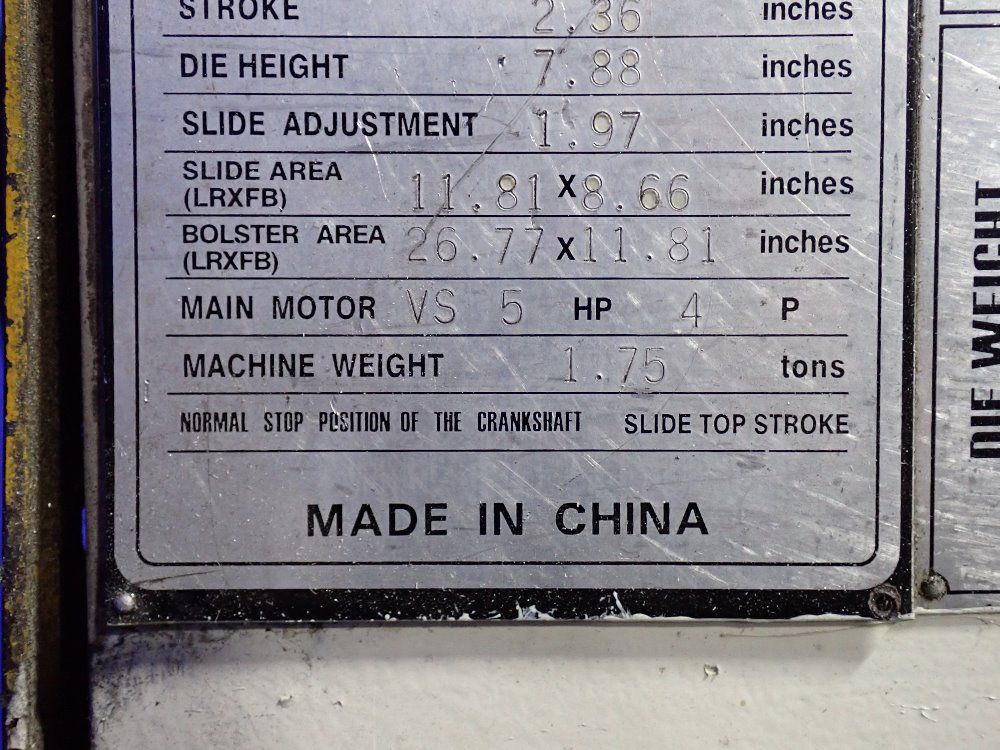 STROKE 2.36 inches
DIE HEIGHT 7.88 inches
SLIDE ADJUSTMENT 1.97 inches
SLIDE AREA (LRXFB) 11.81 X 8.66 inches
BOLSTER AREA (LRXFB) 26.77 X 11.81 inches
MAIN MOTOR VS 5 HP 4 P
MACHINE WEIGHT 1.75 tons
NORMAL STOP POSITION OF THE CRANKSHAFT SLIDE TOP STROKE
MADE IN CHINA
DIE WEIGHT